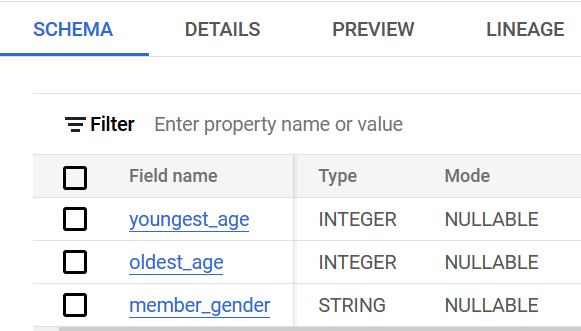 SCHEMA DETAILS PREVIEW LINEAGE
Filter Enter property name or value
Field name Type Mode
youngest_age INTEGER NULLABLE
oldest_age INTEGER NULLABLE
member_gender STRING NULLABLE